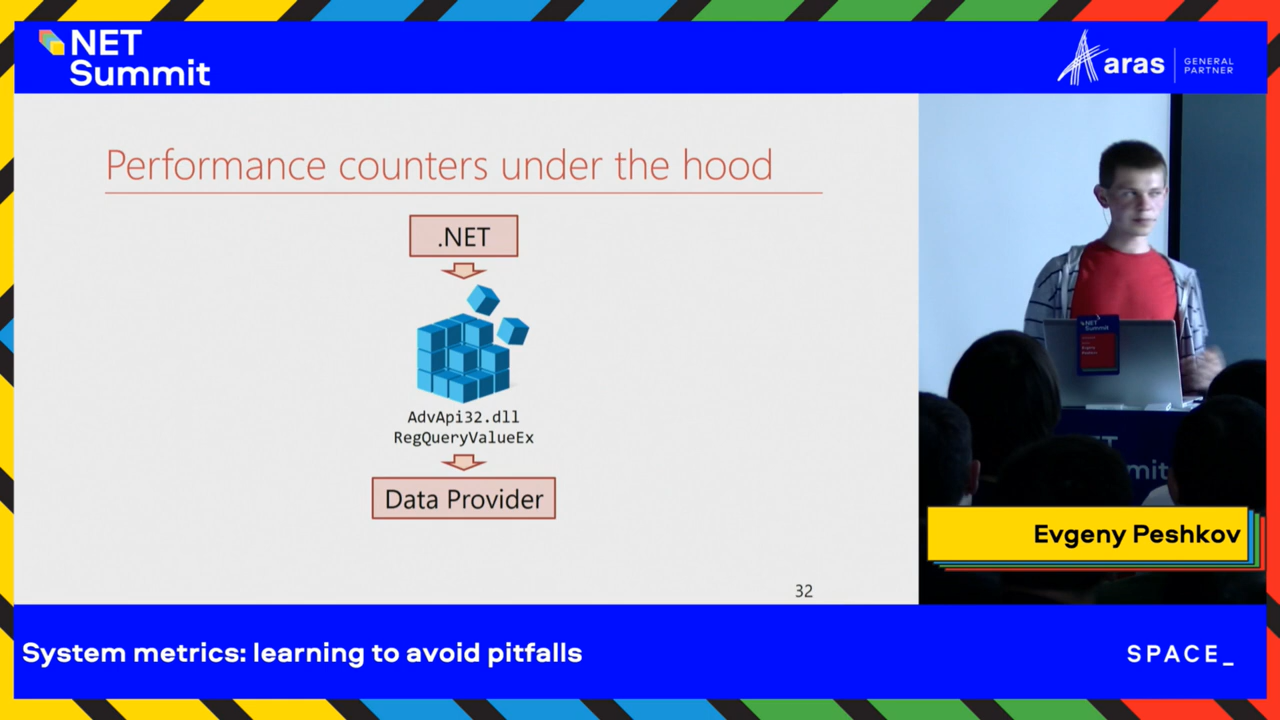 .NET
Summit
aras
GENERAL
PARTNER
Performance counters under the hood
.NET
AdvApi32.dll
RegQueryValueEx
Data Provider
32
Evgeny Peshkov
System metrics: learning to avoid pitfalls
SPACE_